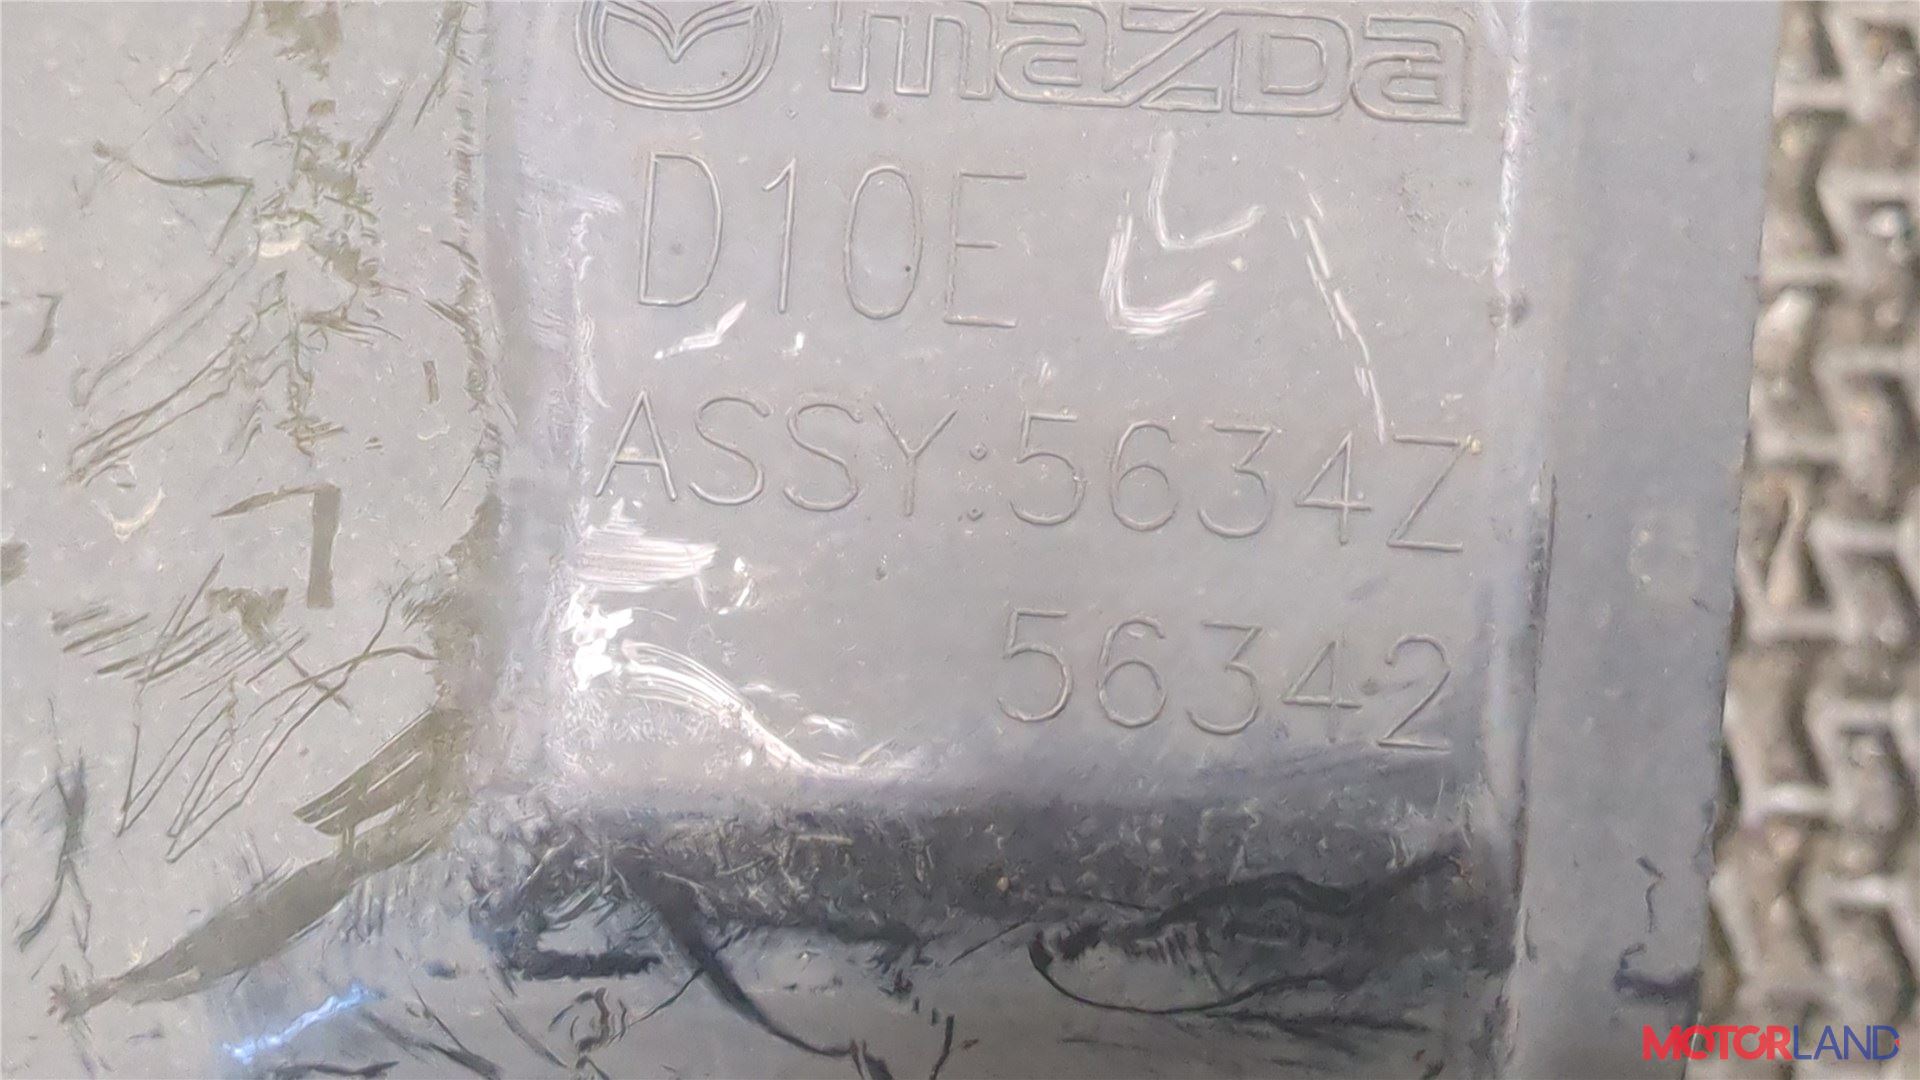 mazda
D10E
ASSY:5634Z
56342
MOTORLAND